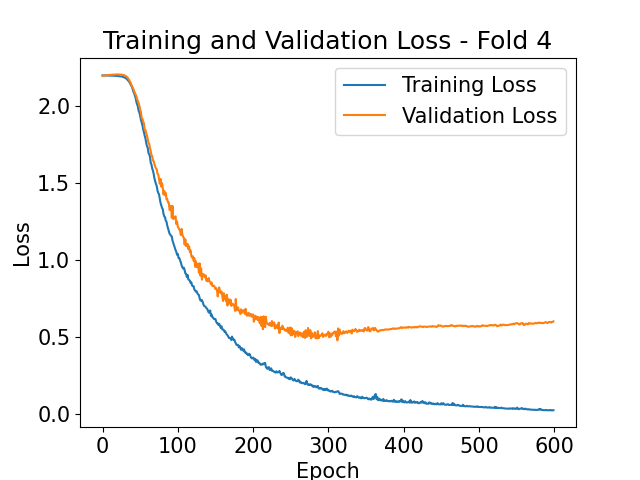 Training and Validation Loss - Fold 4
Training Loss
Validation Loss
Loss
2.0
1.5
1.0
0.5
0.0
0 100 200 300 400 500 600
Epoch